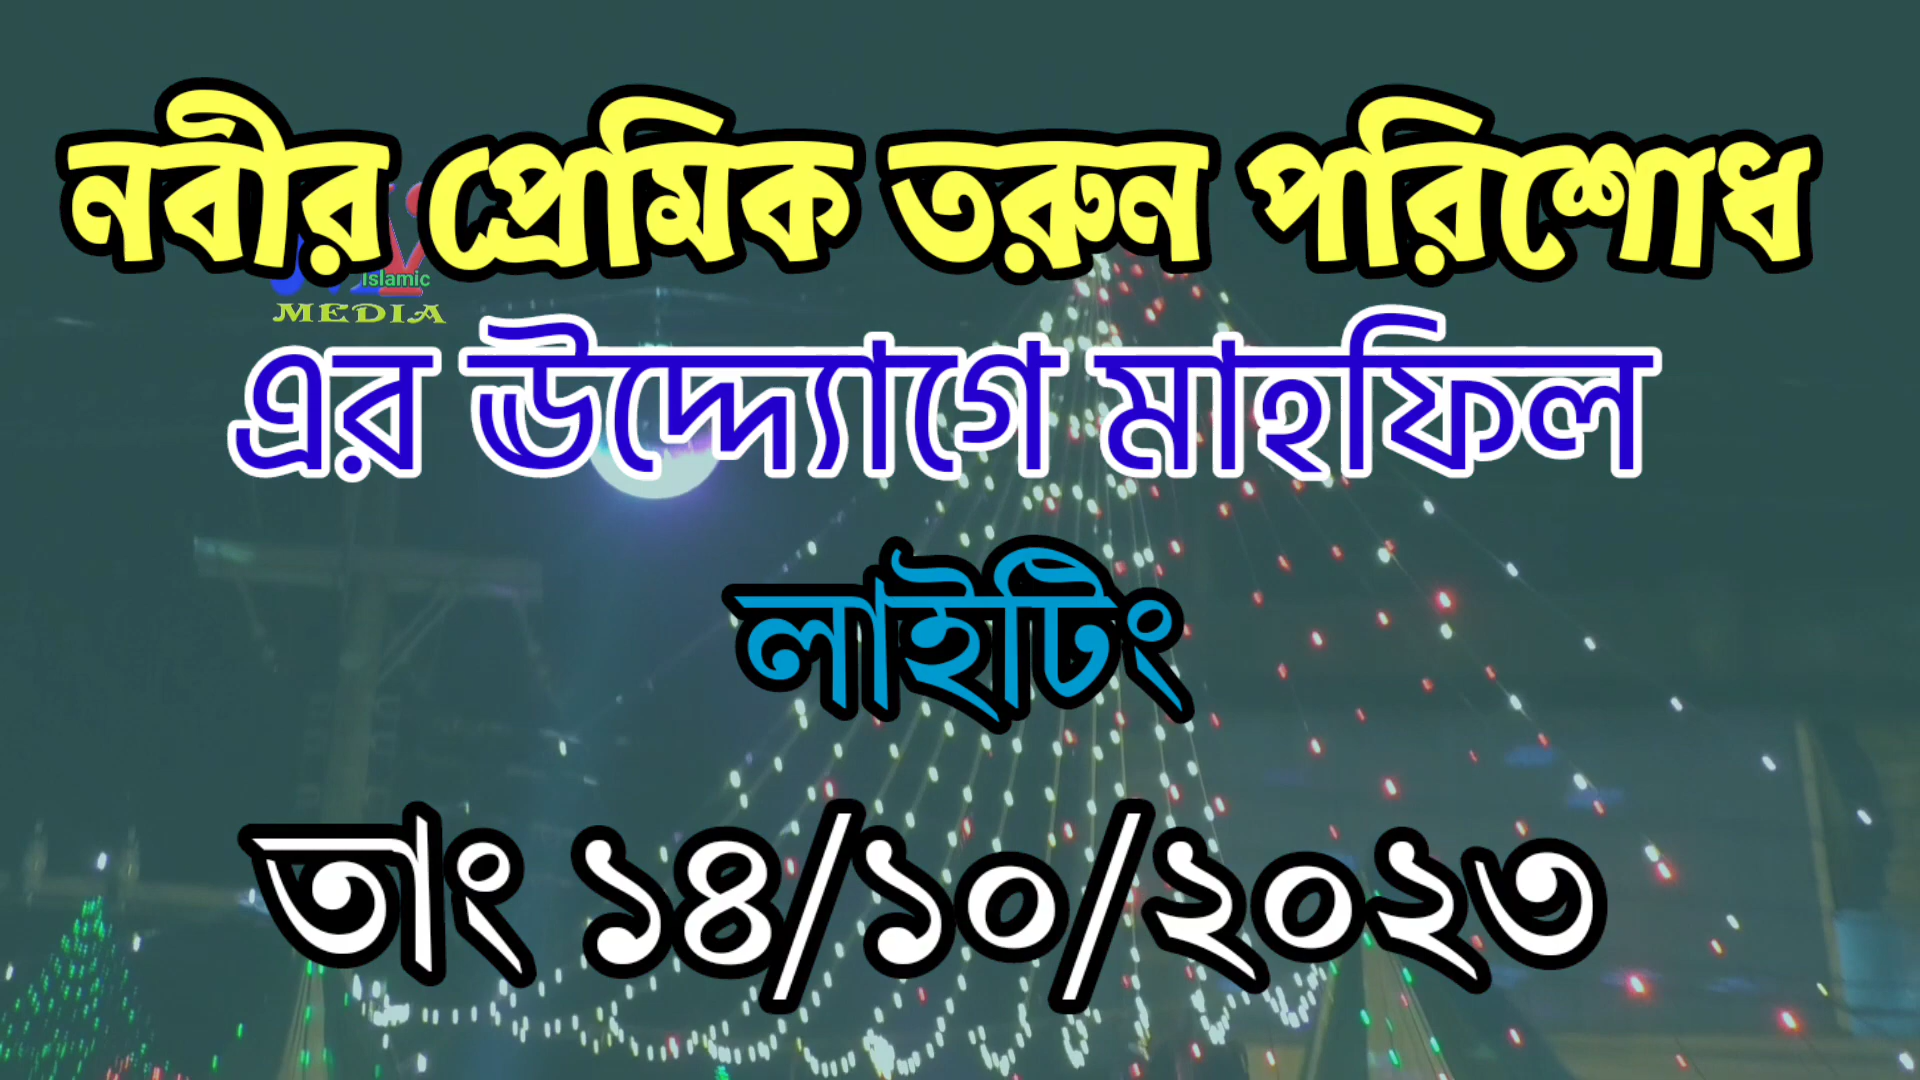 নবীর প্রেমিক তরুন পরিশোধ
Islamic
MEDIA
এর উদ্দ্যোগে মাহফিল
লাইটিং
তাং ১৪/১০/২০২৩